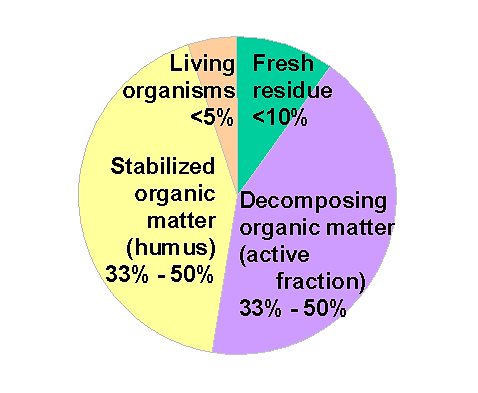 Living
organisms
<5%
Fresh
residue
<10%
Stabilized
organic
matter
(humus)
33% - 50%
Decomposing
organic matter
(active
fraction)
33% - 50%